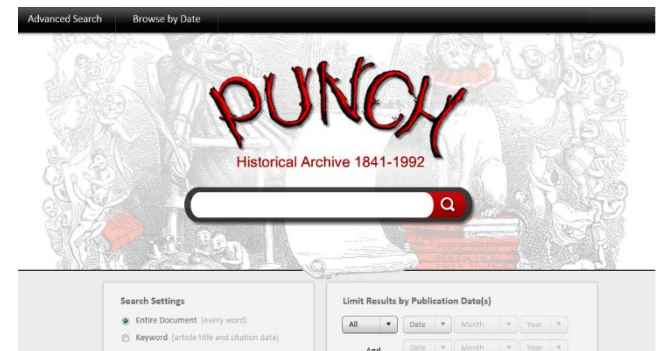 Advanced Search Browse by Date
PUNCH
Historical Archive 1841-1992
Search Settings
Limit Results by Publication Date(s)
Entire Document (every word)
All Date Month Year
Keyword (article title and citation data)
And Date Month Year